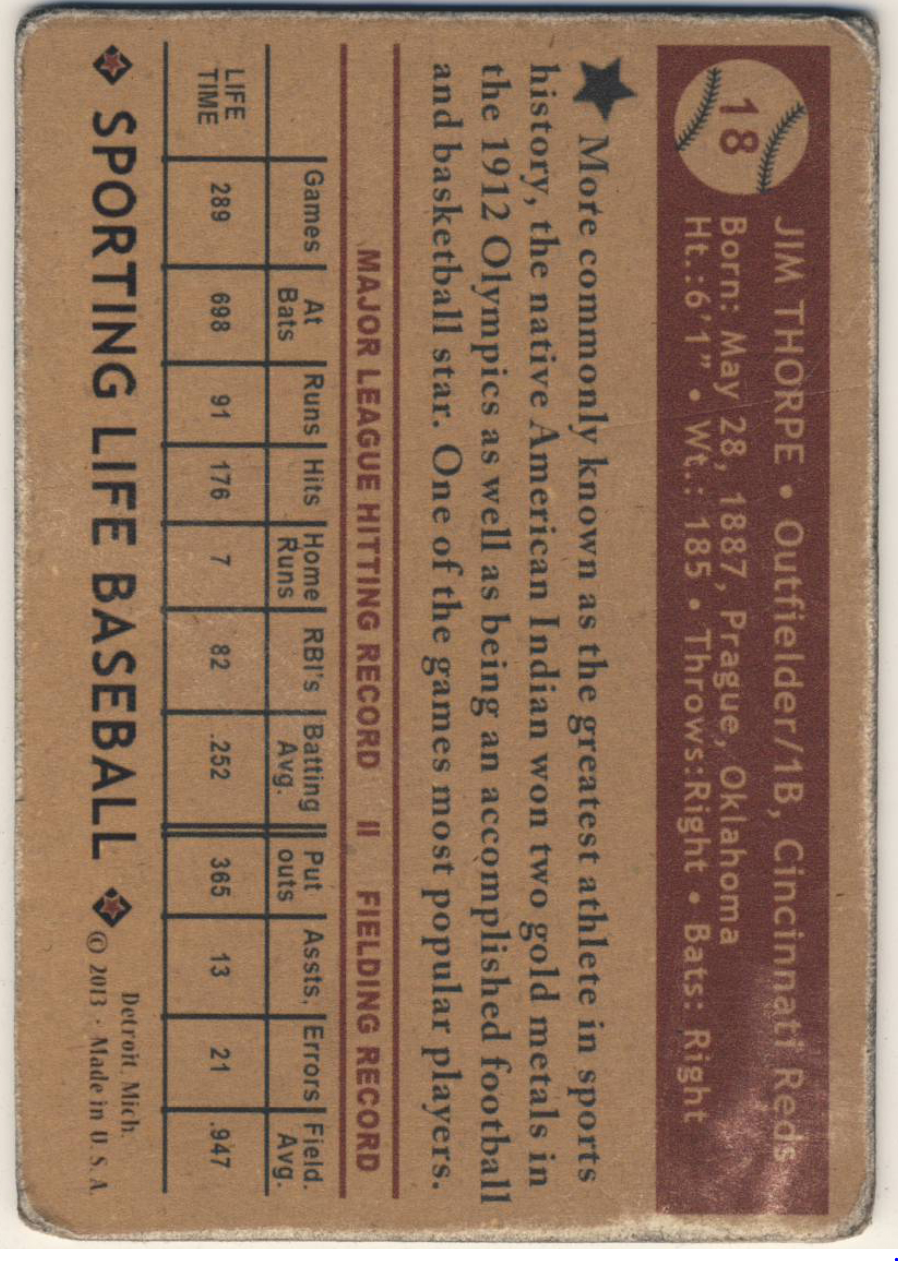 18
JIM THORPE • Outfielder/1B, Cincinnati Reds
Born: May 28, 1887, Prague, Oklahoma
Ht.:6’1” • Wt.: 185 • Throws:Right • Bats: Right
More commonly known as the greatest athlete in sports
history, the native American Indian won two gold metals in
the 1912 Olympics as well as being an accomplished football
and basketball star. One of the games most popular players.
MAJOR LEAGUE HITTING RECORD II FIELDING RECORD
Games At Bats Runs Hits Home Runs RBI's Batting Avg. Put outs Assts. Errors Field. Avg.
LIFE TIME 289 698 91 176 7 82 .252 365 13 21 .947
SPORTING LIFE BASEBALL
Detroit, Mich.
© 2013 · Made in U. S. A.